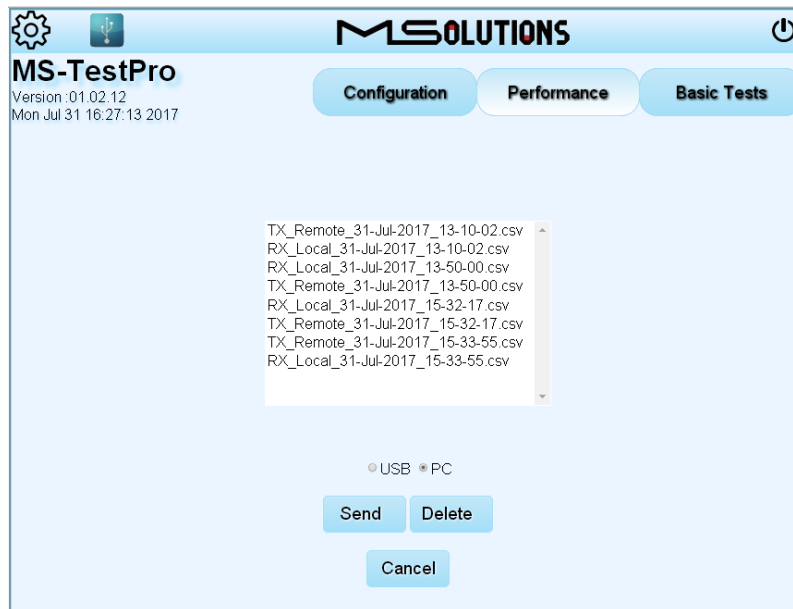 MSOLUTIONS
MS-TestPro
Version :01.02.12
Mon Jul 31 16:27:13 2017
Configuration Performance Basic Tests
TX_Remote_31-Jul-2017_13-10-02.csv
RX_Local_31-Jul-2017_13-10-02.csv
RX_Local_31-Jul-2017_13-50-00.csv
TX_Remote_31-Jul-2017_13-50-00.csv
RX_Local_31-Jul-2017_15-32-17.csv
TX_Remote_31-Jul-2017_15-32-17.csv
TX_Remote_31-Jul-2017_15-33-55.csv
RX_Local_31-Jul-2017_15-33-55.csv
USB PC
Send Delete
Cancel